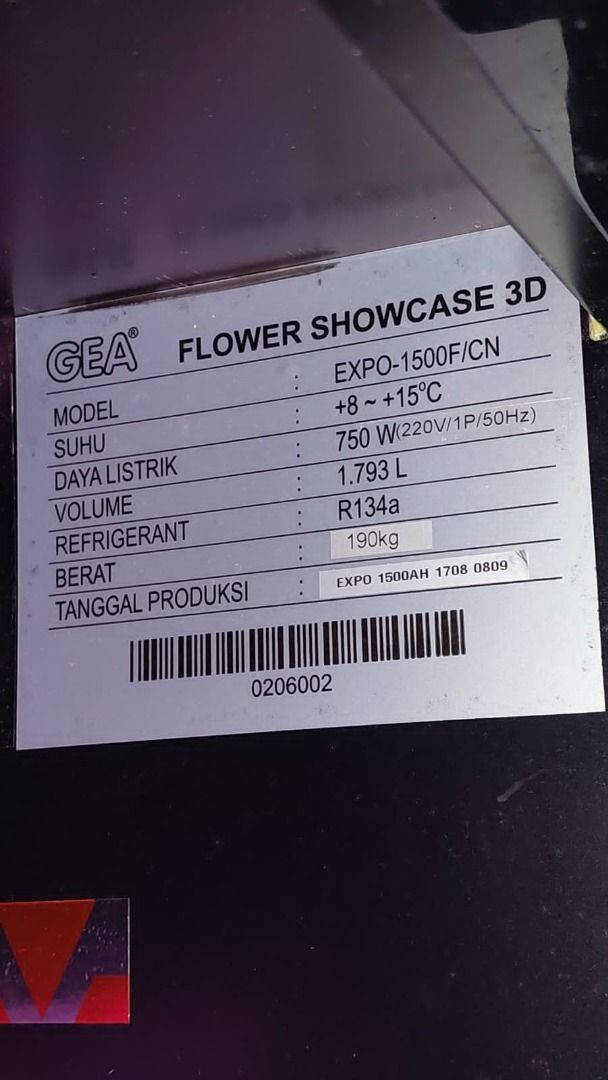 GEA® FLOWER SHOWCASE 3D
MODEL : EXPO-1500F/CN
SUHU : +8 ~ +15°C
DAYA LISTRIK : 750 W(220V/1P/50Hz)
VOLUME : 1.793 L
REFRIGERANT : R134a
BERAT : 190kg
TANGGAL PRODUKSI : EXPO 1500AH 1708 0809
0206002